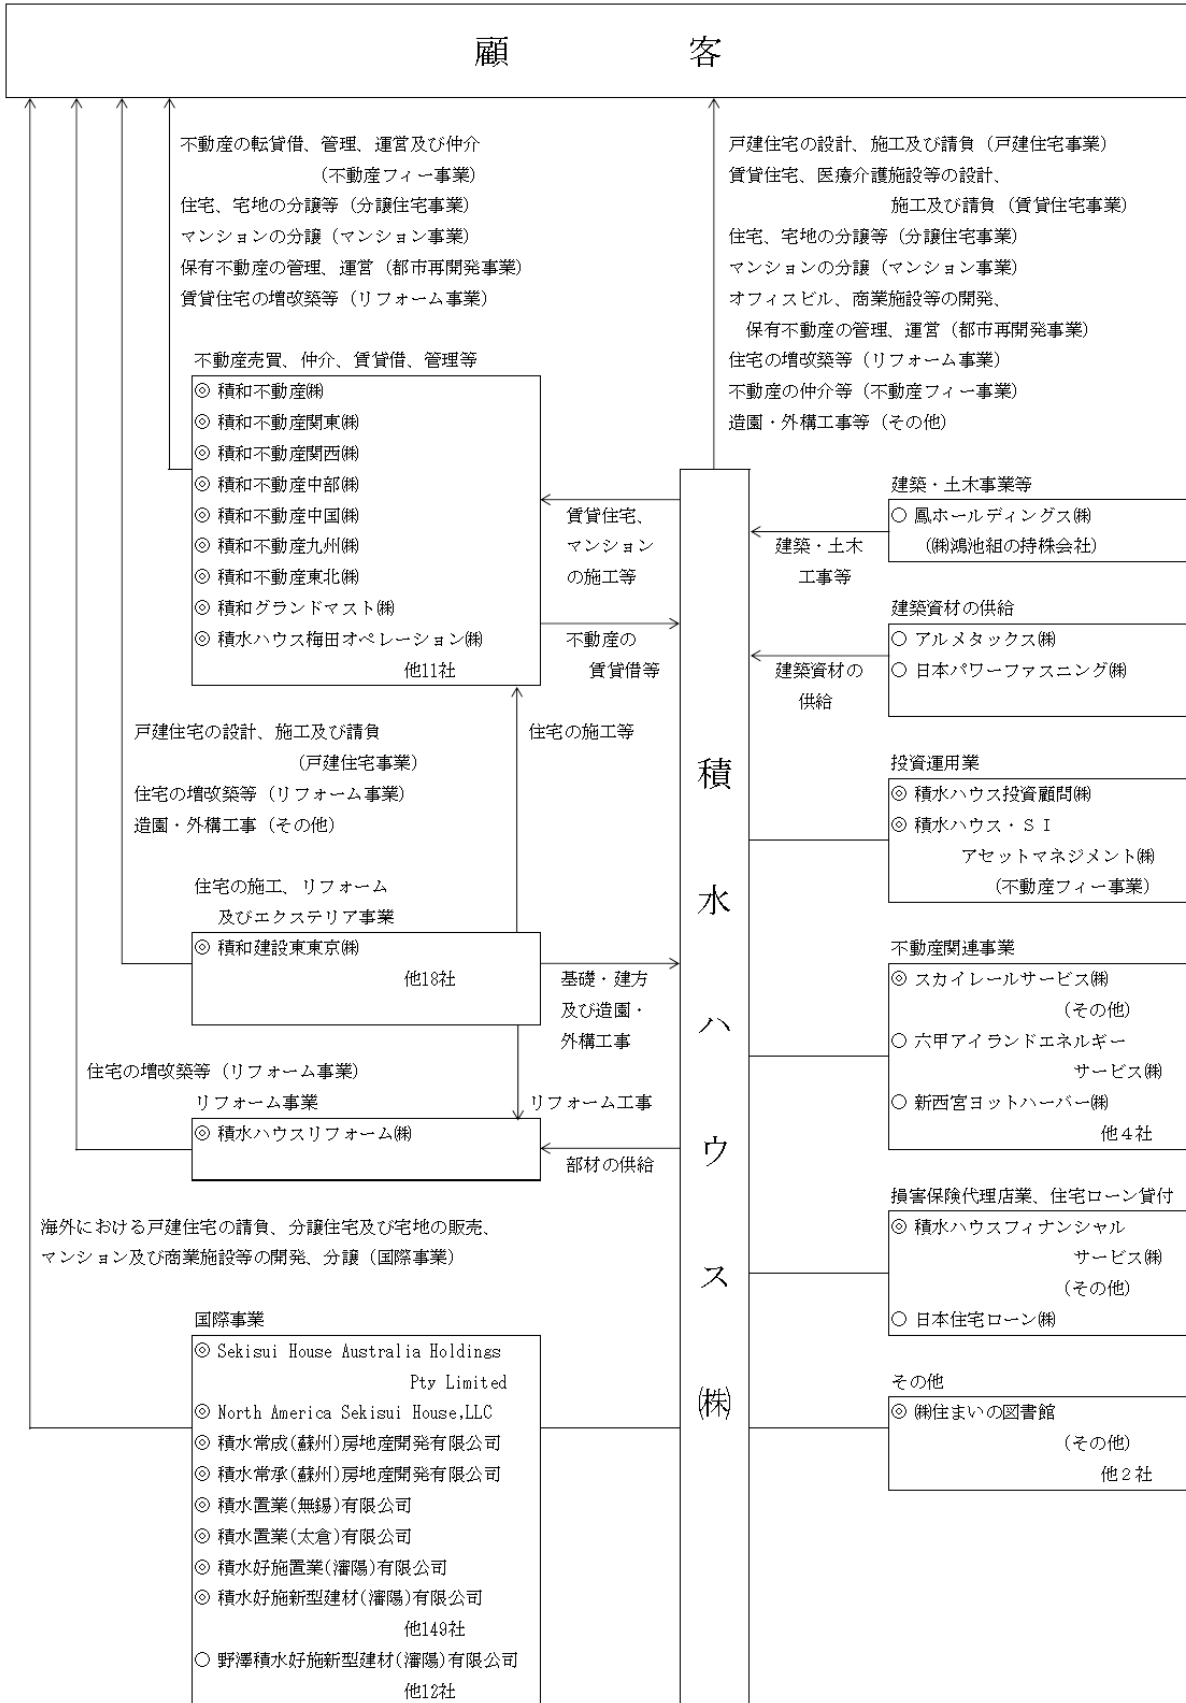 顧客
不動産の転貸借、管理、運営及び仲介
(不動産フィー事業)
住宅、宅地の分譲等 (分譲住宅事業)
マンションの分譲 (マンション事業)
保有不動産の管理、運営 (都市再開発事業)
賃貸住宅の増改築等 (リフォーム事業)
戸建住宅の設計、施工及び請負 (戸建住宅事業)
賃貸住宅、医療介護施設等の設計、
施工及び請負 (賃貸住宅事業)
住宅、宅地の分譲等 (分譲住宅事業)
マンションの分譲 (マンション事業)
オフィスビル、商業施設等の開発、
保有不動産の管理、運営 (都市再開発事業)
住宅の増改築等 (リフォーム事業)
不動産の仲介等 (不動産フィー事業)
造園・外構工事等 (その他)
不動産売買、仲介、賃貸借、管理等
◎ 積和不動産㈱
◎ 積和不動産関東㈱
◎ 積和不動産関西㈱
◎ 積和不動産中部㈱
◎ 積和不動産中国㈱
◎ 積和不動産九州㈱
◎ 積和不動産東北㈱
◎ 積和グランドマスト㈱
◎ 積水ハウス梅田オペレーション㈱
他11社
賃貸住宅、
マンション
の施工等
不動産の
賃貸借等
積水ハウス㈱
建築・土木事業等
○ 鳳ホールディングス㈱
(㈱鴻池組の持株会社)
建築・土木
工事等
建築資材の供給
○ アルメタックス㈱
○ 日本パワーファスニング㈱
建築資材の
供給
戸建住宅の設計、施工及び請負
(戸建住宅事業)
住宅の増改築等 (リフォーム事業)
造園・外構工事 (その他)
住宅の施工等
投資運用業
◎ 積水ハウス投資顧問㈱
◎ 積水ハウス・ＳＩ
アセットマネジメント㈱
(不動産フィー事業)
住宅の施工、リフォーム
及びエクステリア事業
◎ 積和建設東東京㈱
他18社
基礎・建方
及び造園・
外構工事
不動産関連事業
◎ スカイレールサービス㈱
(その他)
○ 六甲アイランドエネルギー
サービス㈱
○ 新西宮ヨットハーバー㈱
他４社
住宅の増改築等 (リフォーム事業)
リフォーム事業
リフォーム工事
◎ 積水ハウスリフォーム㈱
部材の供給
損害保険代理店業、住宅ローン貸付
◎ 積水ハウスフィナンシャル
サービス㈱
(その他)
○ 日本住宅ローン㈱
海外における戸建住宅の請負、分譲住宅及び宅地の販売、
マンション及び商業施設等の開発、分譲 (国際事業)
国際事業
◎ Sekisui House Australia Holdings
Pty Limited
◎ North America Sekisui House,LLC
◎ 積水常成(蘇州)房地産開発有限公司
◎ 積水常承(蘇州)房地産開発有限公司
◎ 積水置業(無錫)有限公司
◎ 積水置業(太倉)有限公司
◎ 積水好施置業(瀋陽)有限公司
◎ 積水好施新型建材(瀋陽)有限公司
他149社
○ 野澤積水好施新型建材(瀋陽)有限公司
他12社
その他
◎ ㈱住まいの図書館
(その他)
他２社